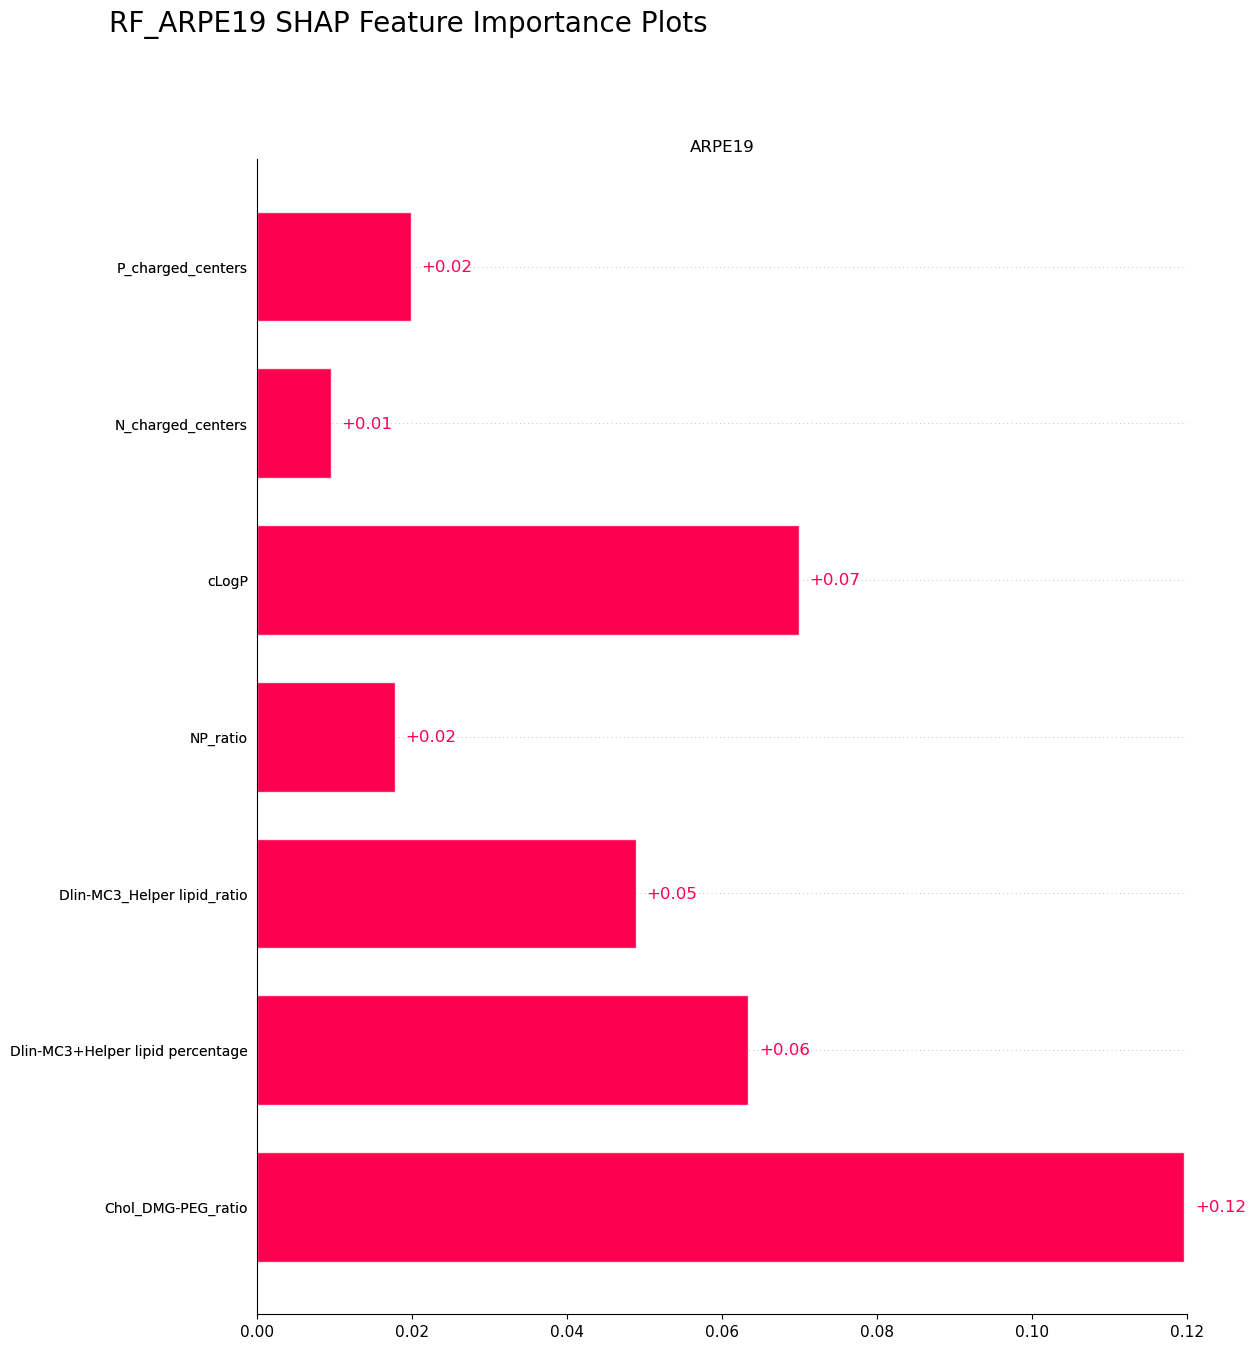 RF_ARPE19 SHAP Feature Importance Plots
ARPE19
P_charged_centers +0.02
N_charged_centers +0.01
cLogP +0.07
NP_ratio +0.02
Dlin-MC3_Helper lipid_ratio +0.05
Dlin-MC3+Helper lipid percentage +0.06
Chol_DMG-PEG_ratio +0.12
0.00 0.02 0.04 0.06 0.08 0.10 0.12